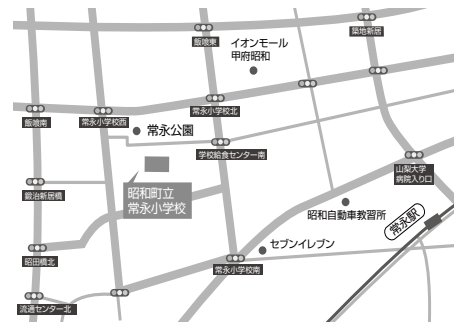 飯喰東
築地新居
イオンモール
甲府昭和
飯喰南
常永小学校西
常永小学校北
常永公園
学校給食センター南
山梨大学
病院入り口
鍛治新居橋
昭和町立
常永小学校
昭和自動車教習所
常永駅
セブンイレブン
昭田橋北
常永小学校南
流通センター北